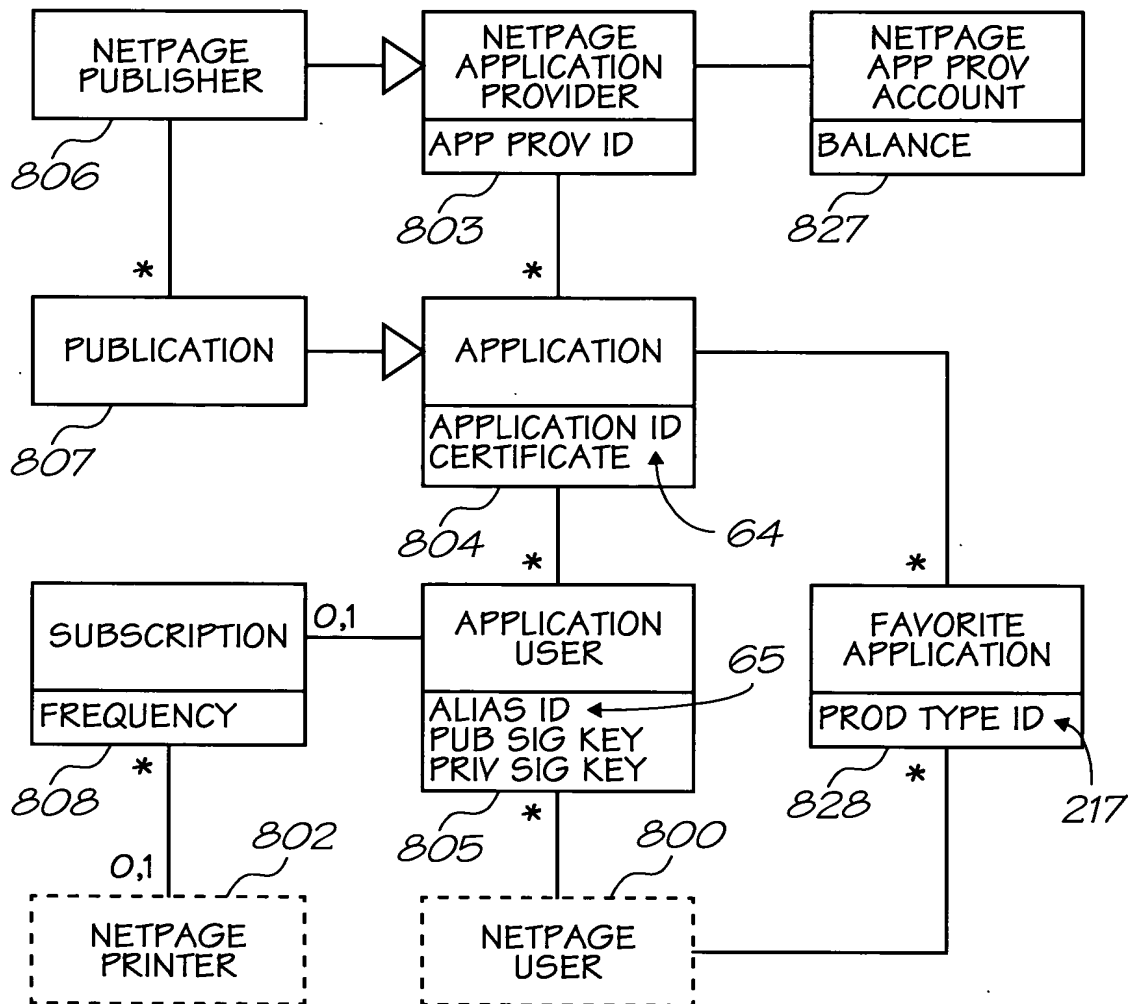 NETPAGE
PUBLISHER
NETPAGE
APPLICATION
PROVIDER
NETPAGE
APP PROV
ACCOUNT
APP PROV ID
BALANCE
806
803
827
*
*
PUBLICATION
APPLICATION
APPLICATION ID
CERTIFICATE
807
804
64
*
*
SUBSCRIPTION
0,1
APPLICATION
USER
FAVORITE
APPLICATION
65
FREQUENCY
ALIAS ID
PUB SIG KEY
PRIV SIG KEY
PROD TYPE ID
*
*
*
808
805
828
217
802
800
0,1
NETPAGE
PRINTER
NETPAGE
USER